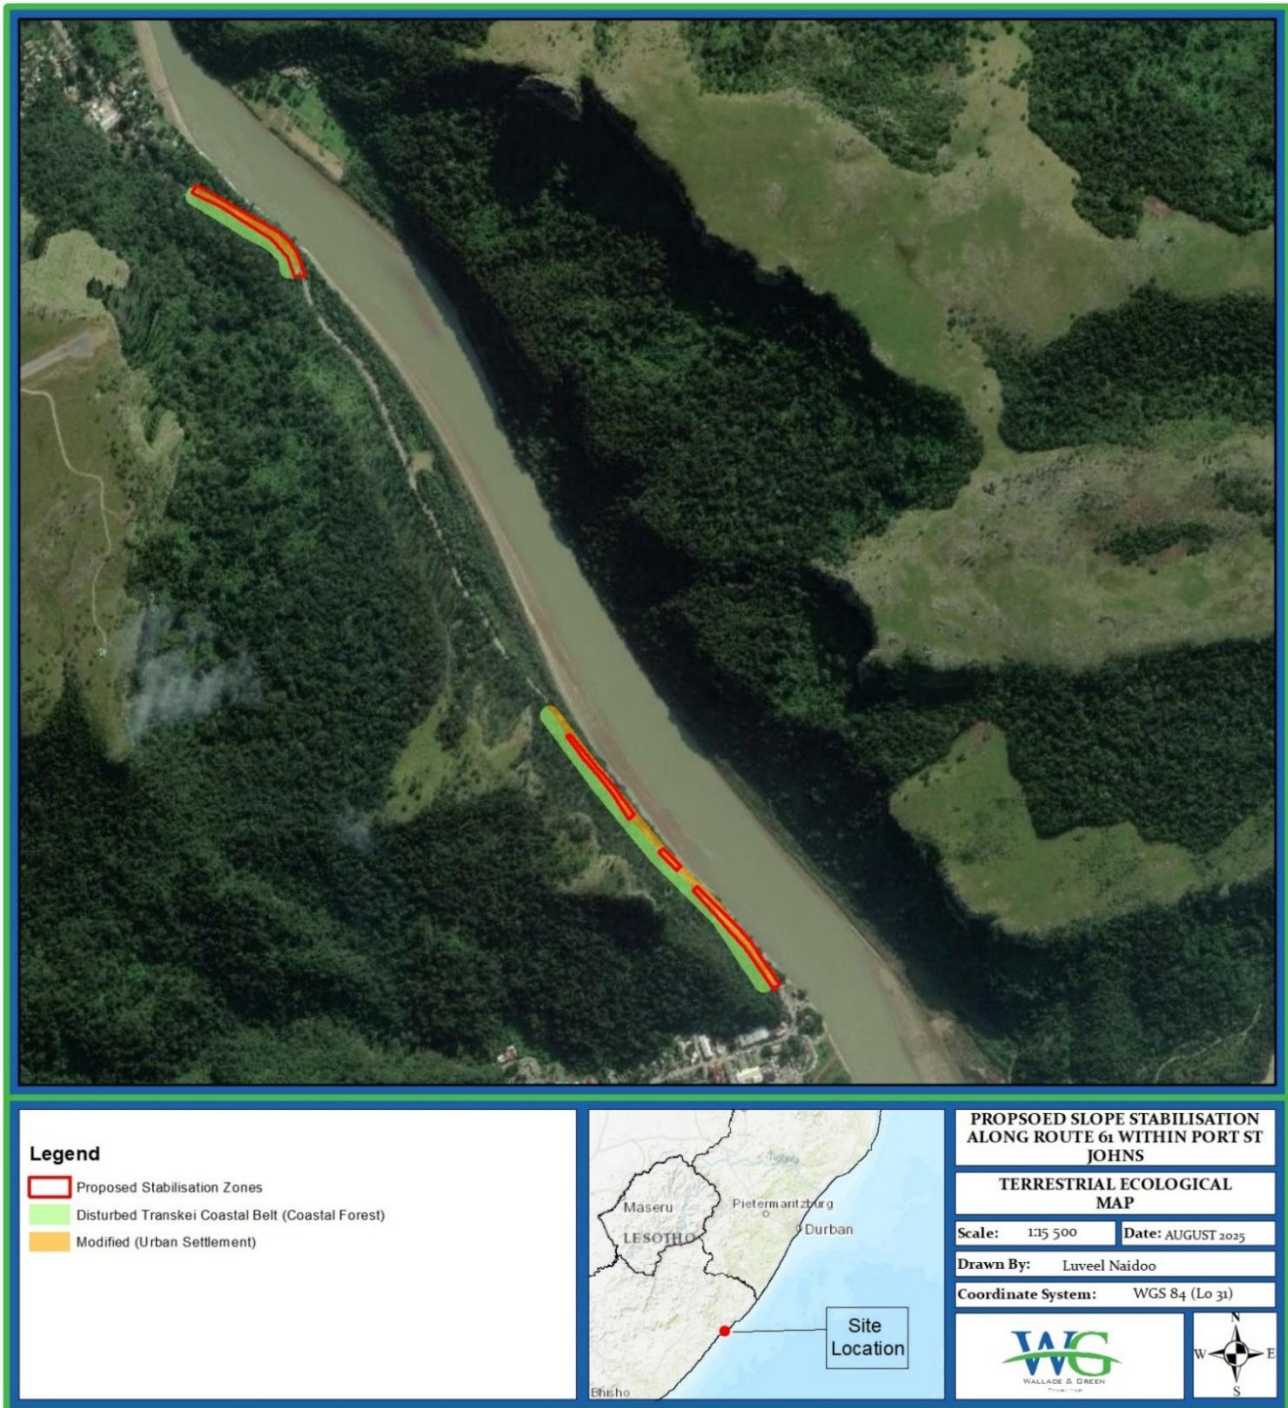 Legend
Proposed Stabilisation Zones
Disturbed Transkei Coastal Belt (Coastal Forest)
Modified (Urban Settlement)
Maseru
LESOTHO
Pietermaritzburg
Durban
Bhisho
Site
Location
PROPSOED SLOPE STABILISATION
ALONG ROUTE 61 WITHIN PORT ST
JOHNS
TERRESTRIAL ECOLOGICAL
MAP
Scale: 1:15 500
Date: AUGUST 2025
Drawn By: Luveel Naidoo
Coordinate System: WGS 84 (Lo 31)
WG
WALLACE & GREEN
N
W E
S